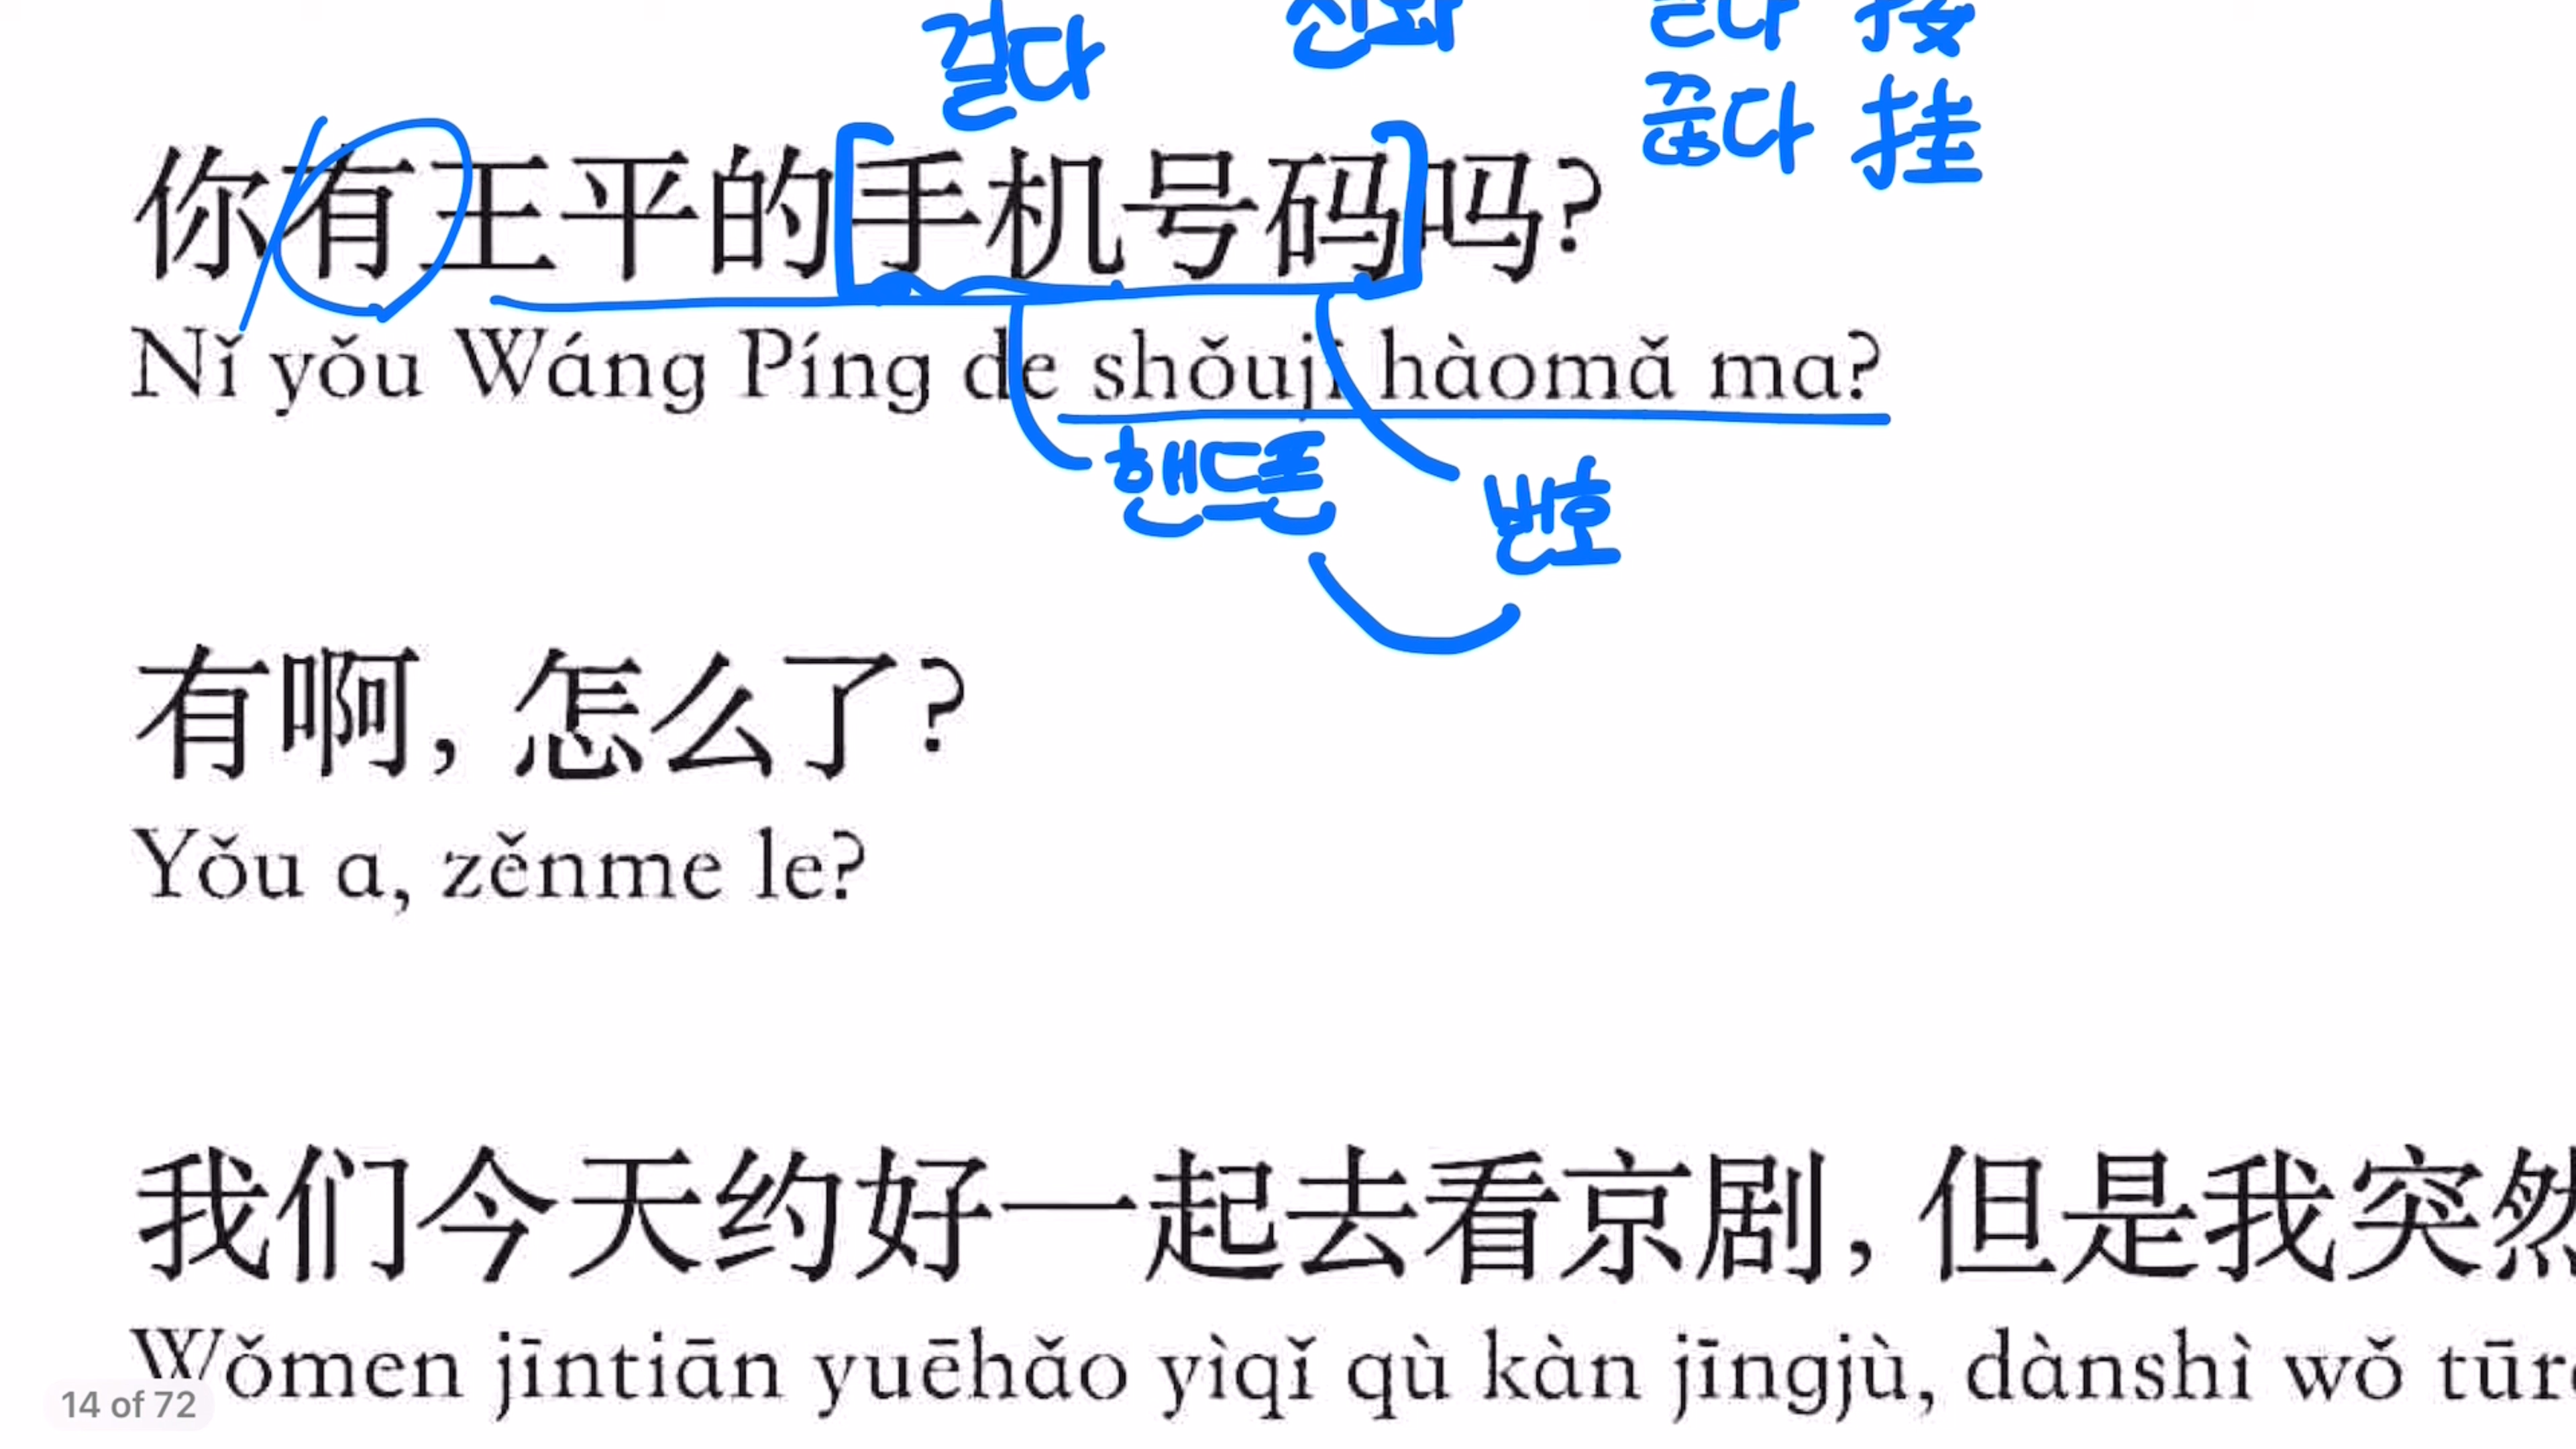 걸다 전화 받다 接
끊다 挂
你有王平的手机号码吗?
Nǐ yǒu Wáng Píng de shǒujī hàomǎ ma?
핸드폰 번호
有啊，怎么了?
Yǒu a, zěnme le?
我们今天约好一起去看京剧，但是我突然
Wǒmen jīntiān yuēhǎo yìqǐ qù kàn jīngjù, dànshì wǒ tūr
14 of 72